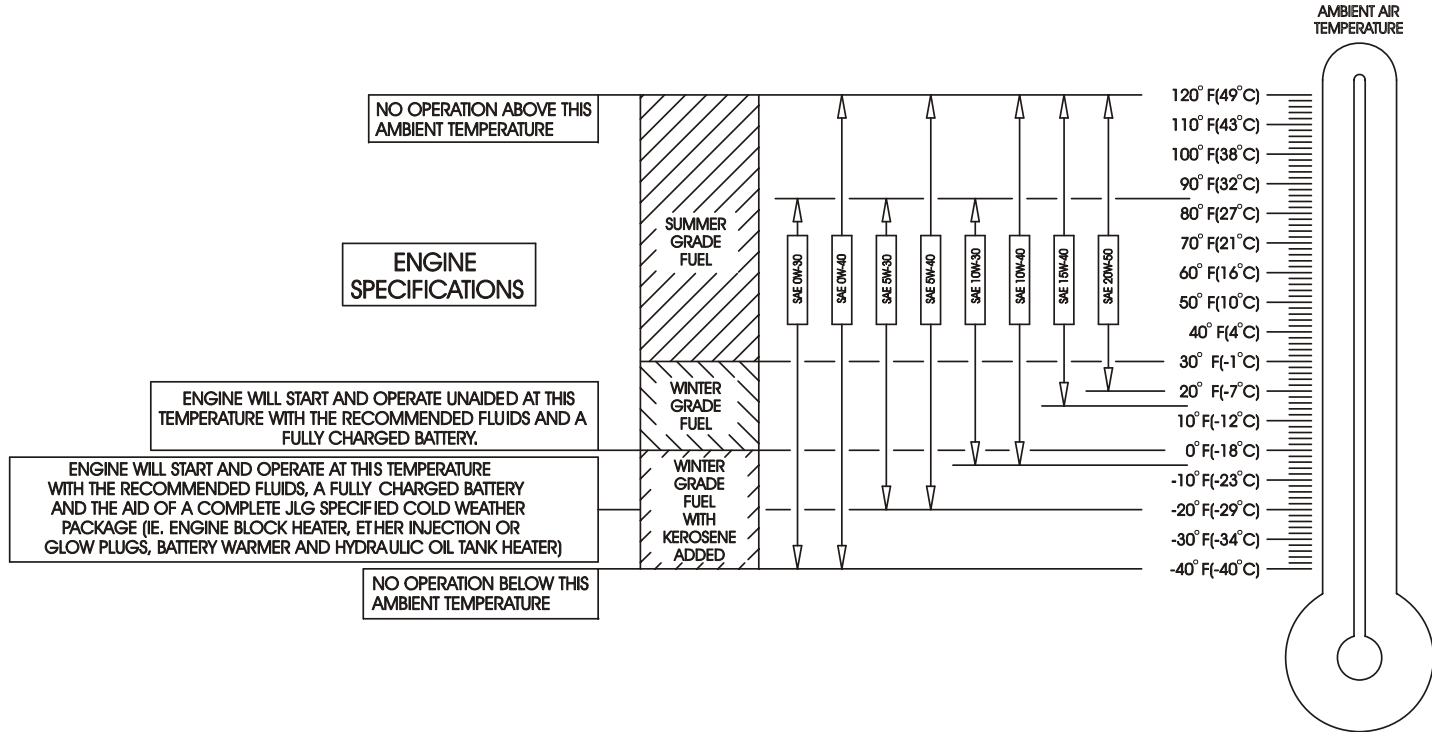 AMBIENT AIR
TEMPERATURE
NO OPERATION ABOVE THIS
AMBIENT TEMPERATURE
ENGINE
SPECIFICATIONS
ENGINE WILL START AND OPERATE UNAIDED AT THIS
TEMPERATURE WITH THE RECOMMENDED FLUIDS AND A
FULLY CHARGED BATTERY.
ENGINE WILL START AND OPERATE AT THIS TEMPERATURE
WITH THE RECOMMENDED FLUIDS, A FULLY CHARGED BATTERY
AND THE AID OF A COMPLETE JLG SPECIFIED COLD WEATHER
PACKAGE (IE. ENGINE BLOCK HEATER, ETHER INJECTION OR
GLOW PLUGS, BATTERY WARMER AND HYDRAULIC OIL TANK HEATER)
NO OPERATION BELOW THIS
AMBIENT TEMPERATURE
SUMMER
GRADE
FUEL
WINTER
GRADE
FUEL
WINTER
GRADE
FUEL
WITH
KEROSENE
ADDED
SAE 0W-30
SAE 0W-40
SAE 5W-30
SAE 5W-40
SAE 10W-30
SAE 10W-40
SAE 15W-40
SAE 20W-50
120° F(49°C)
110° F(43°C)
100° F(38°C)
90° F(32°C)
80° F(27°C)
70° F(21°C)
60° F(16°C)
50° F(10°C)
40° F(4°C)
30° F(-1°C)
20° F(-7°C)
10° F(-12°C)
0° F(-18°C)
-10° F(-23°C)
-20° F(-29°C)
-30° F(-34°C)
-40° F(-40°C)